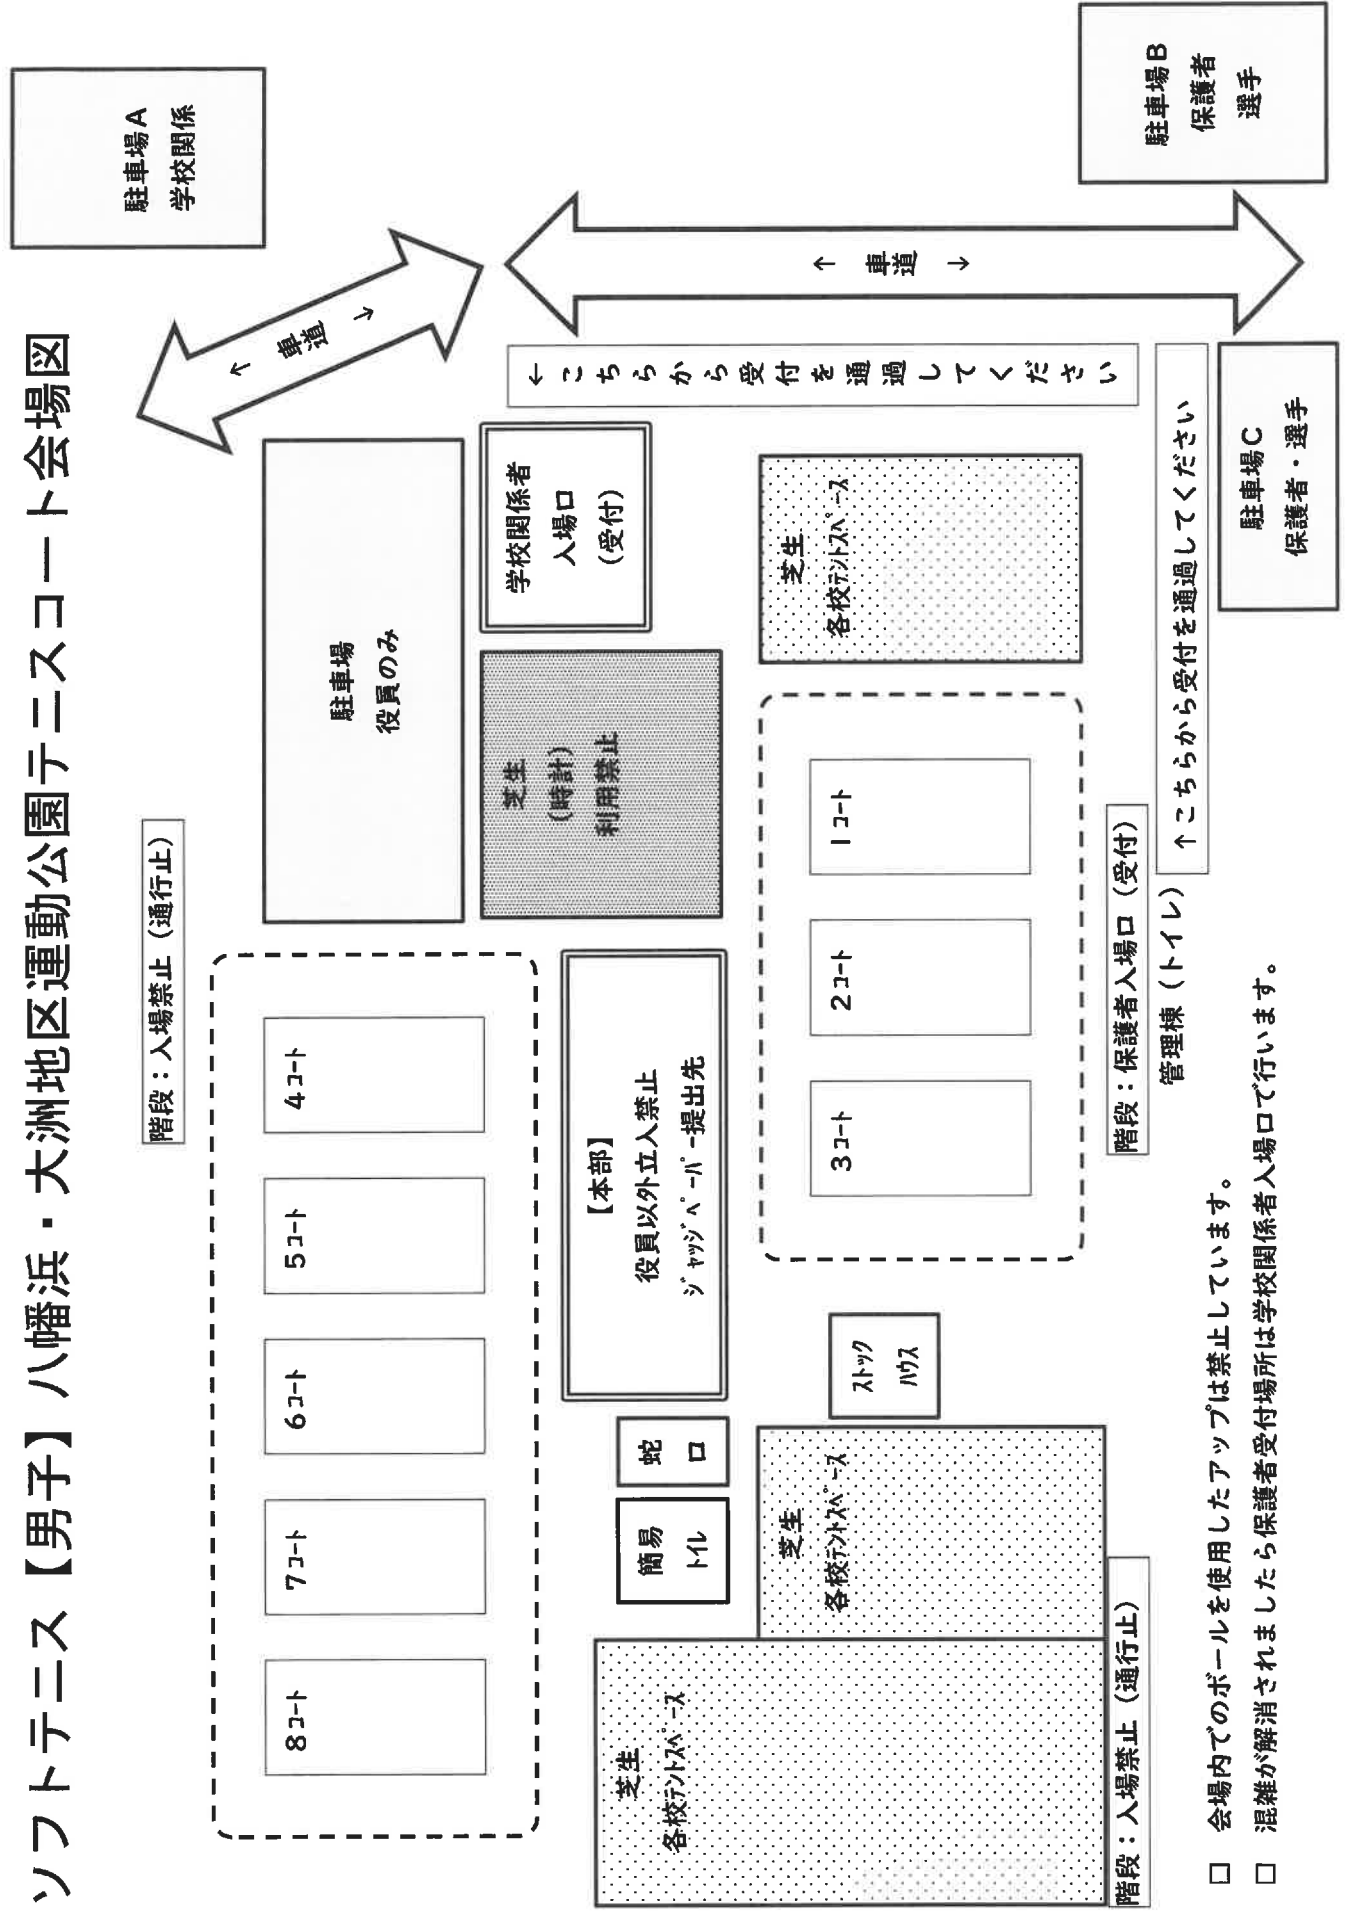 ソフトテニス【男子】八幡浜・大洲地区運動公園テニスコート会場図
駐車場A
学校関係
階段：入場禁止（通行止）
↑　車道　↓
8コート
7コート
6コート
5コート
4コート
駐車場
役員のみ
学校関係者
入場口
（受付）
芝生
（時計）
利用禁止
【本部】
役員以外立入禁止
ジャッジペーパー提出先
蛇
口
簡易
トイレ
芝生
各校テントスペース
芝生
各校テントスペース
ストック
ハウス
3コート
2コート
1コート
芝生
各校テントスペース
←こちらから受付を通過してください
↑　車道　↓
駐車場B
保護者
選手
階段：入場禁止（通行止）
階段：保護者入場口（受付）
管理棟（トイレ）
↑こちらから受付を通過してください
駐車場C
保護者・選手
□　会場内でのボールを使用したアップは禁止しています。
□　混雑が解消されましたら保護者受付場所は学校関係者入場口で行います。